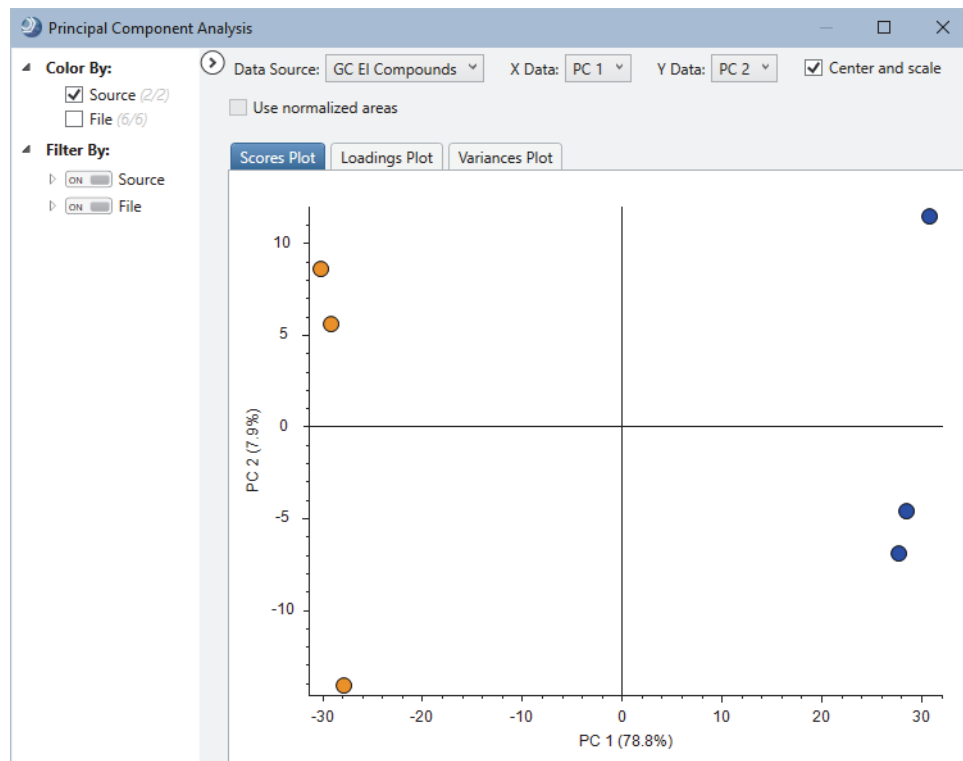 Principal Component Analysis
Color By:
Source (2/2)
File (6/6)
Filter By:
ON Source
ON File
Data Source: GC EI Compounds X Data: PC 1 Y Data: PC 2 Center and scale
Use normalized areas
Scores Plot Loadings Plot Variances Plot
10
5
0
-5
-10
PC 2 (7.9%)
-30 -20 -10 0 10 20 30
PC 1 (78.8%)